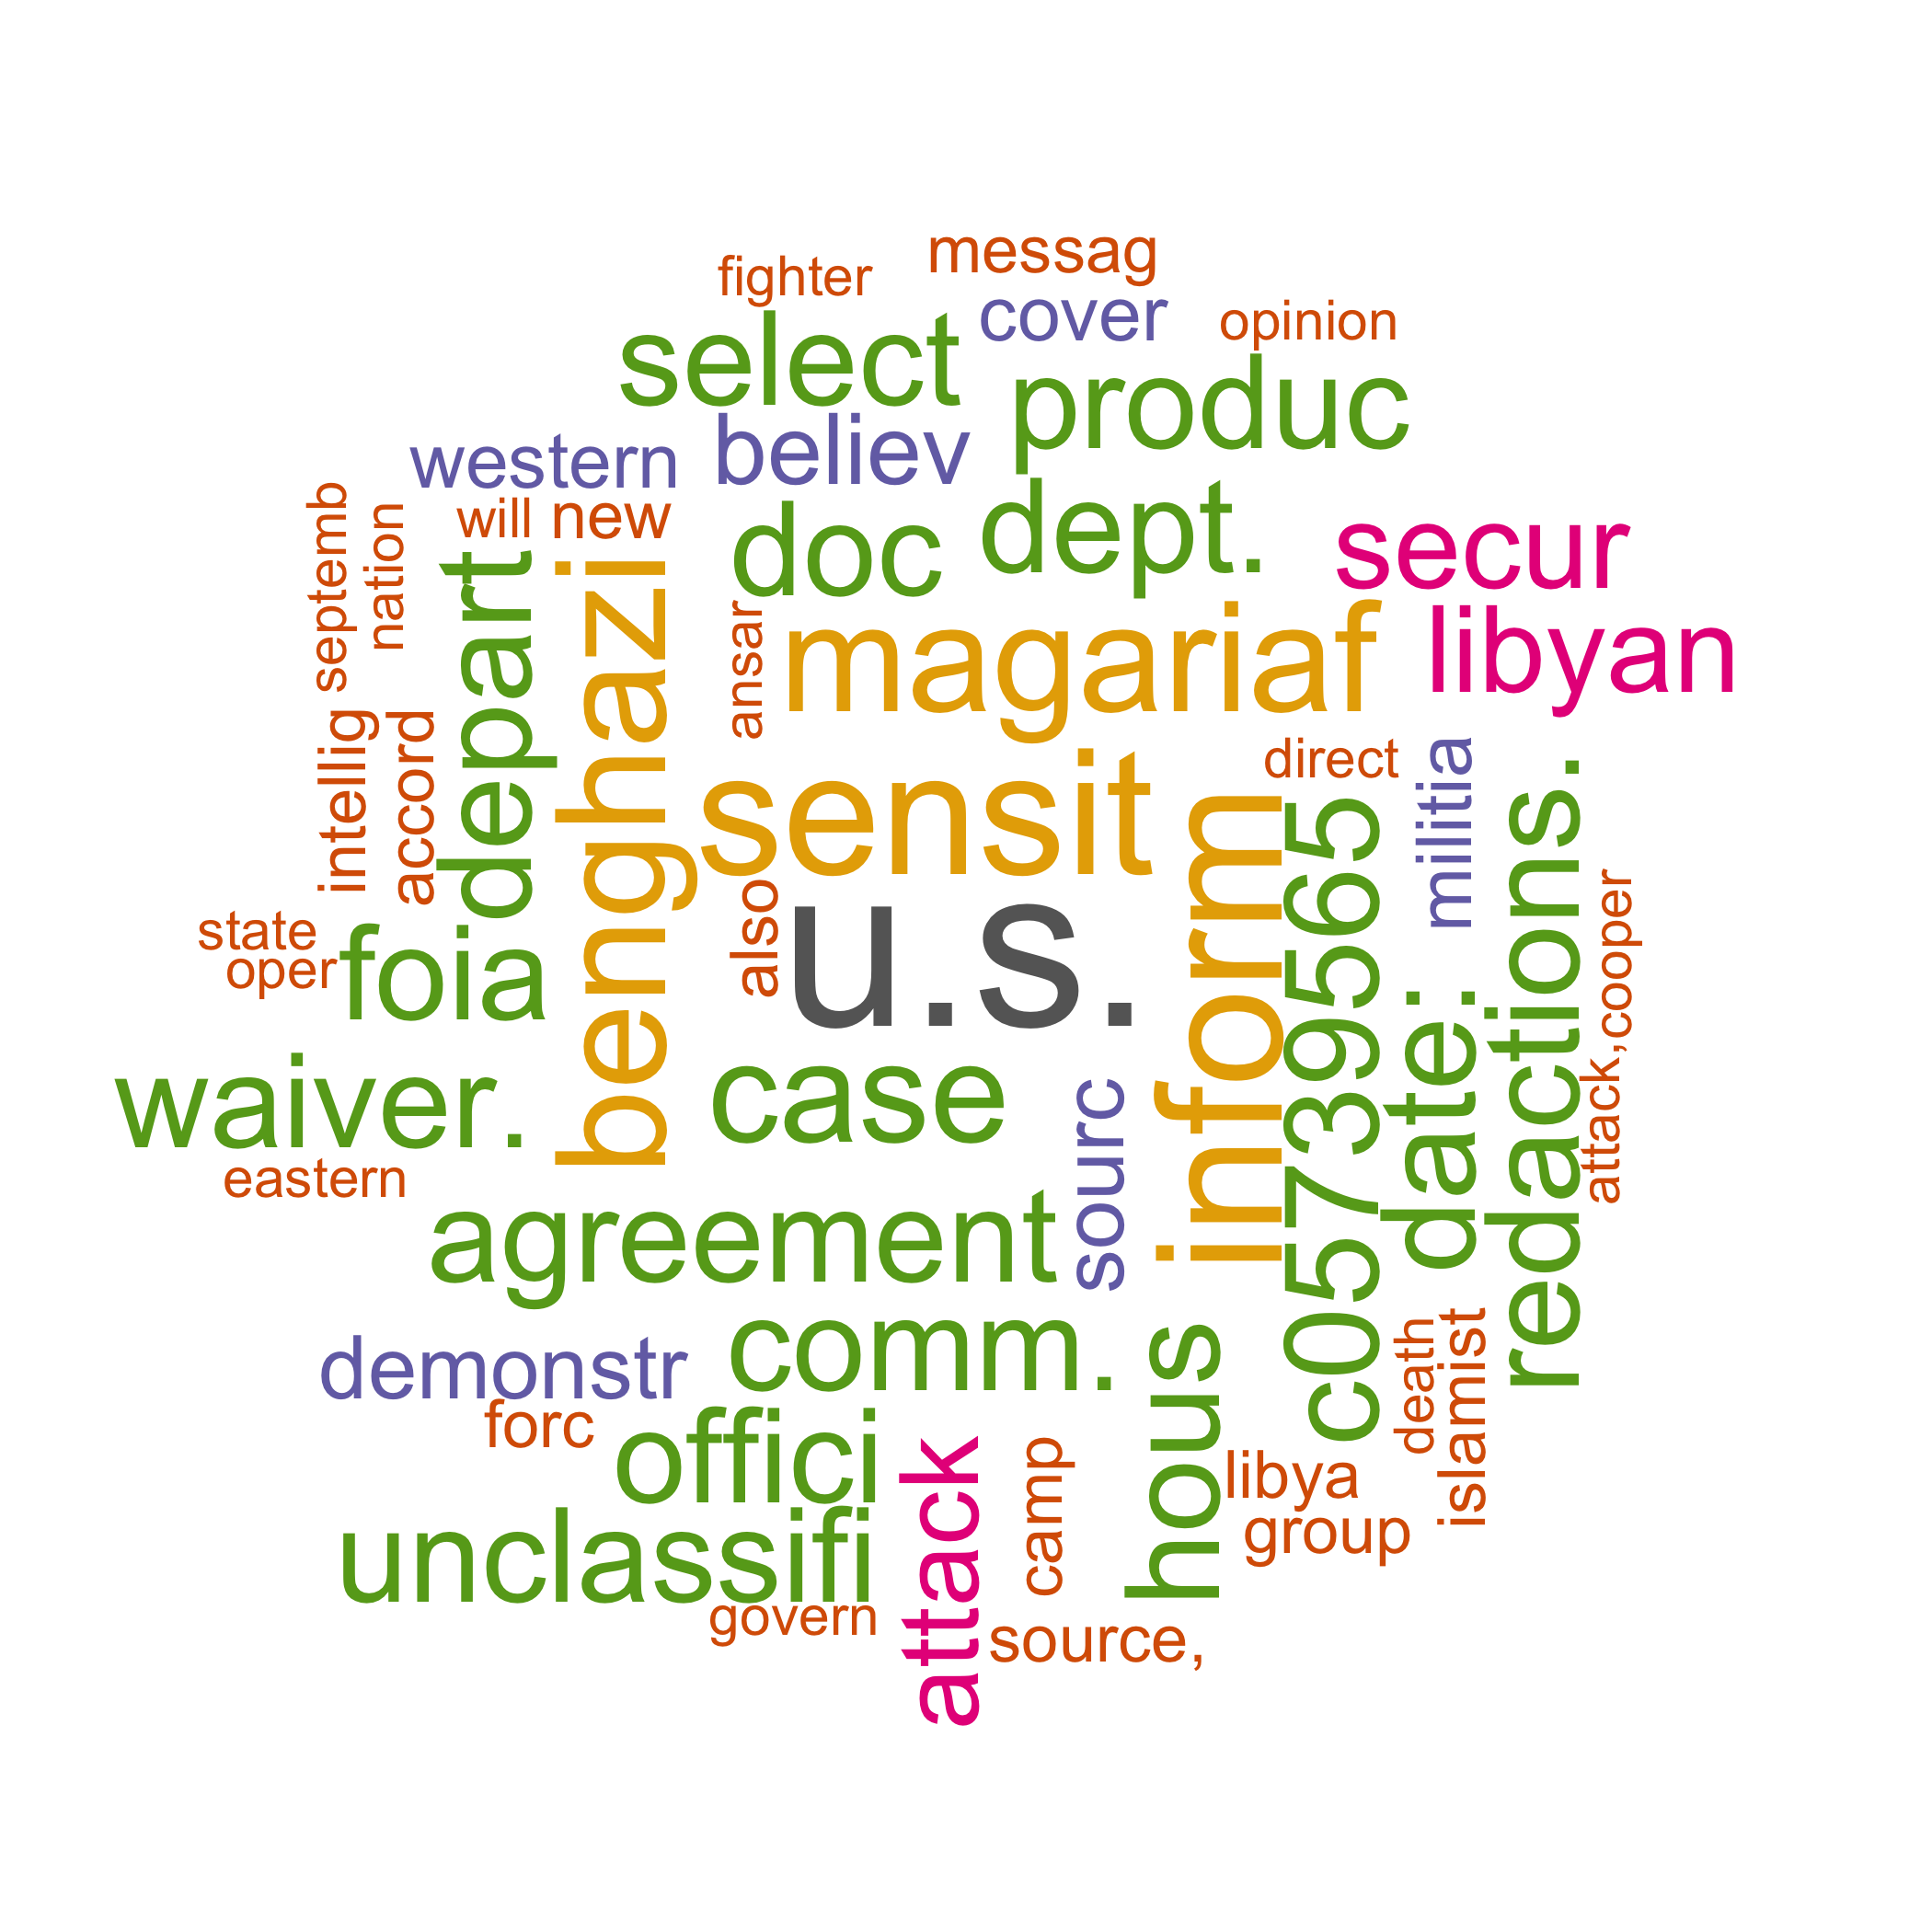 messag
fighter
cover
opinion
select
produc
western
believ
will
new
doc
dept.
secur
septemb
nation
depart
benghazi
ansar
magariaf
libyan
intellig
accord
sensit
direct
militia
state
oper
foia
also
u.s.
inform
c05739565
date:
redactions.
cooper
attack,
waiver.
case
sourc
eastern
agreement
demonstr
comm.
hous
death
islamist
forc
offici
attack
camp
libya
group
unclassifi
govern
source,